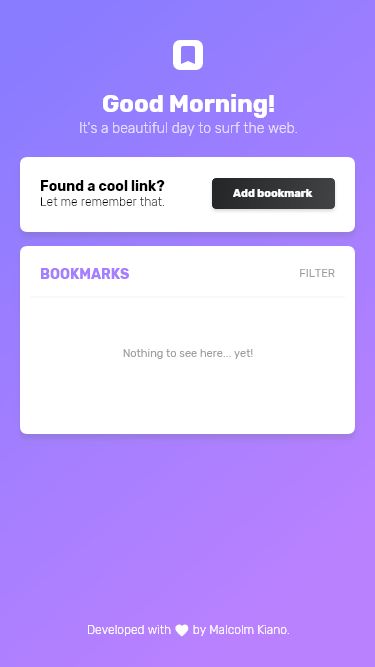 Good Morning!
It's a beautiful day to surf the web.
Found a cool link?
Let me remember that.
Add bookmark
BOOKMARKS
FILTER
Nothing to see here... yet!
Developed with 🤍 by Malcolm Kiano.